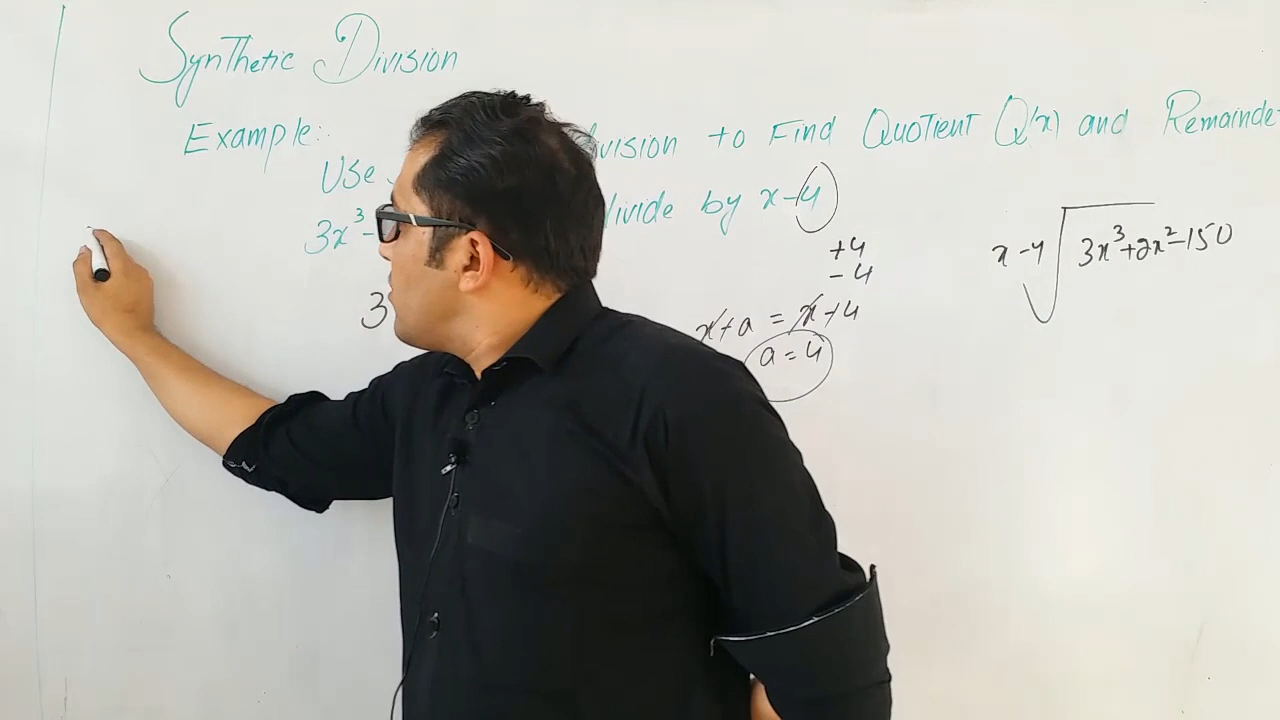 Synthetic Division
Example:
Use division to Find Quotient Q(x) and Remainde
3x³- divide by x-4
+4
-4
x-4 3x³+2x²-150
3
x+a = x+4
a=4